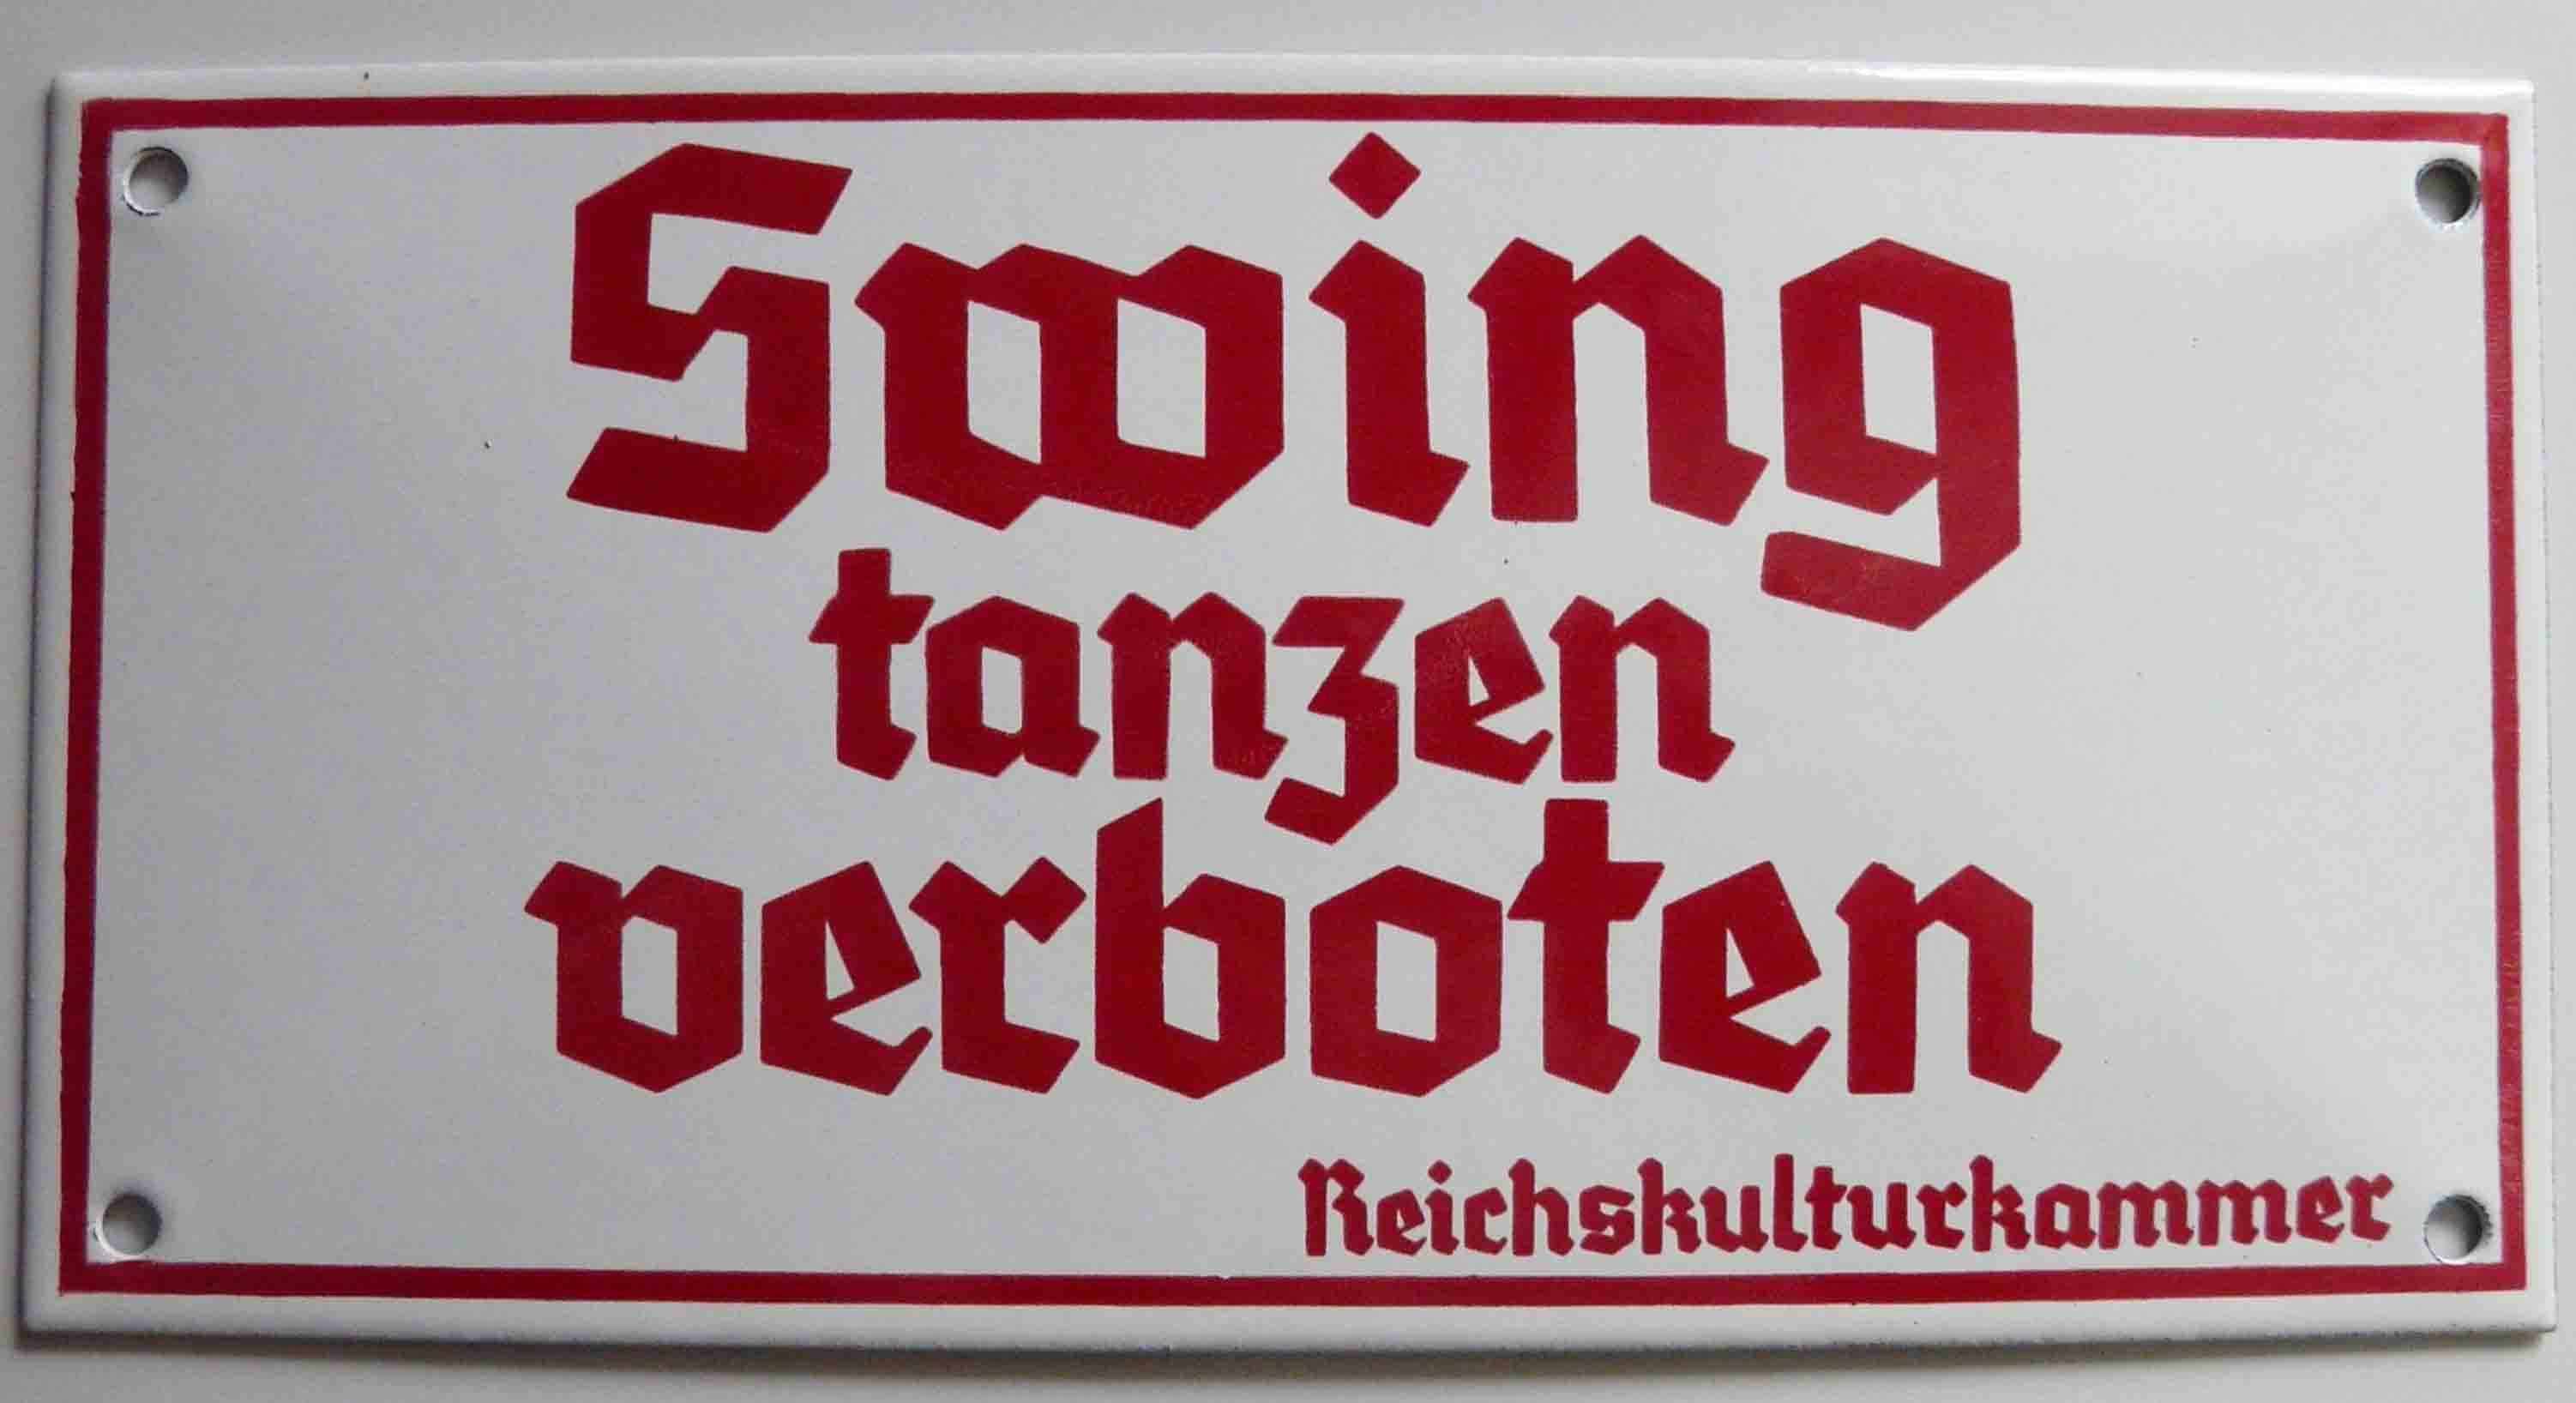 Swing
tanzen
verboten
Reichskulturkammer